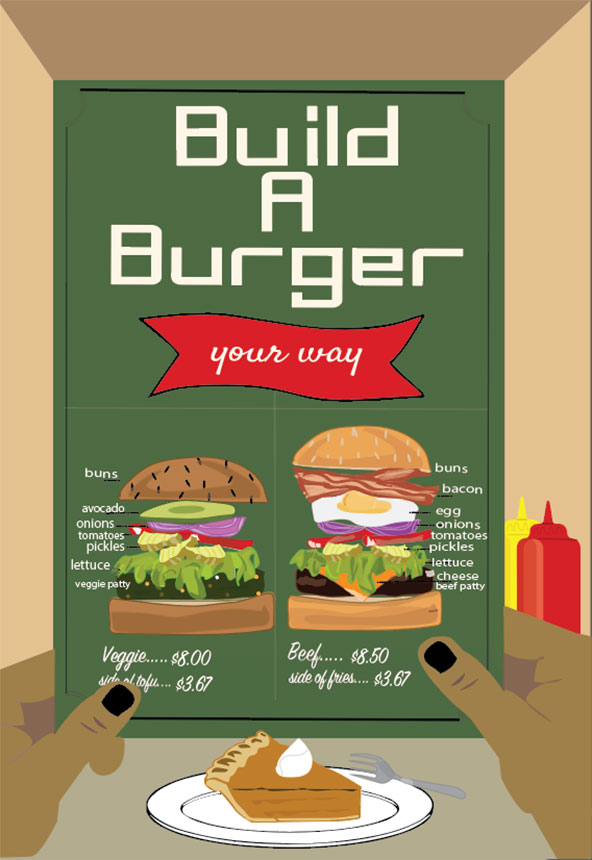 Build
A
Burger
your way
buns
avocado
onions
tomatoes
pickles
lettuce
veggie patty
buns
bacon
egg
onions
tomatoes
pickles
lettuce
cheese
beef patty
Veggie..... $8.00
side of tofu.... $3.67
Beef..... $8.50
side of fries.... $3.67